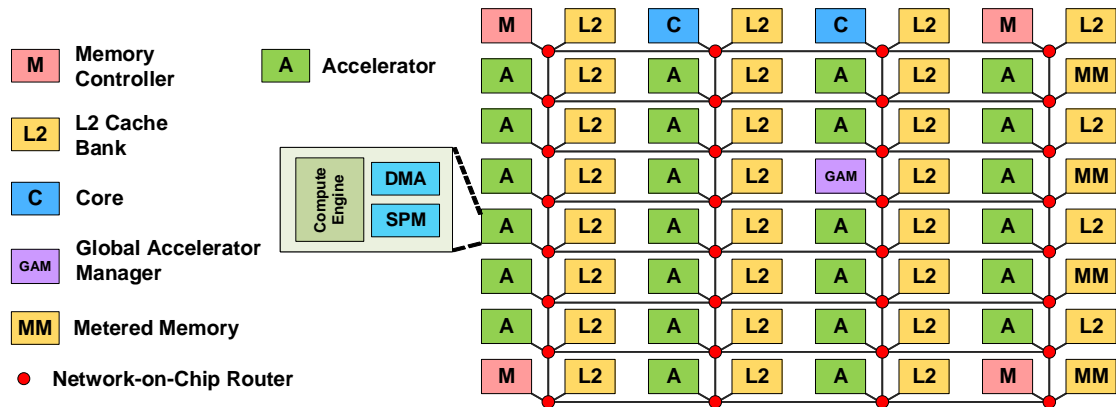 M
Memory
Controller
A
Accelerator
L2
L2 Cache
Bank
C
Core
GAM
Global Accelerator
Manager
MM
Metered Memory
Network-on-Chip Router
Compute
Engine
DMA
SPM
M L2 C L2 C L2 M L2
A L2 A L2 A L2 A MM
A L2 A L2 A L2 A L2
A L2 A L2 GAM L2 A MM
A L2 A L2 A L2 A L2
A L2 A L2 A L2 A MM
A L2 A L2 A L2 A L2
M L2 A L2 A L2 M MM